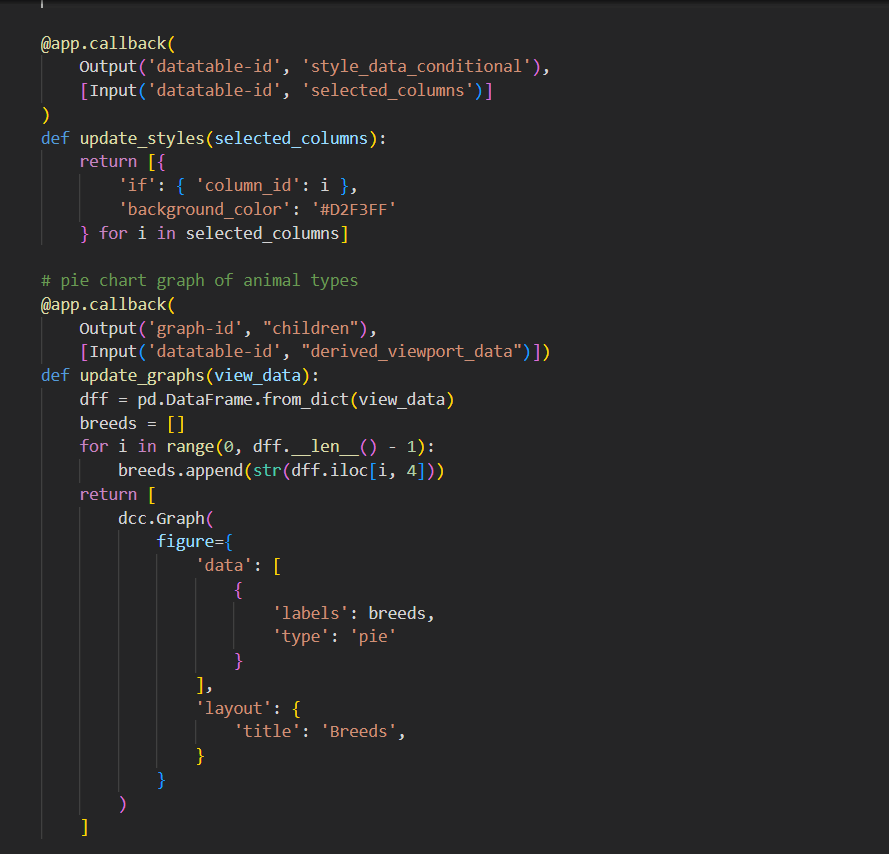 @app.callback(
    Output('datatable-id', 'style_data_conditional'),
    [Input('datatable-id', 'selected_columns')]
)
def update_styles(selected_columns):
    return [{
        'if': { 'column_id': i },
        'background_color': '#D2F3FF'
    } for i in selected_columns]

# pie chart graph of animal types
@app.callback(
    Output('graph-id', "children"),
    [Input('datatable-id', "derived_viewport_data")])
def update_graphs(view_data):
    dff = pd.DataFrame.from_dict(view_data)
    breeds = []
    for i in range(0, dff.__len__() - 1):
        breeds.append(str(dff.iloc[i, 4]))
    return [
        dcc.Graph(
            figure={
                'data': [
                    {
                        'labels': breeds,
                        'type': 'pie'
                    }
                ],
                'layout': {
                    'title': 'Breeds',
                }
            }
        )
    ]